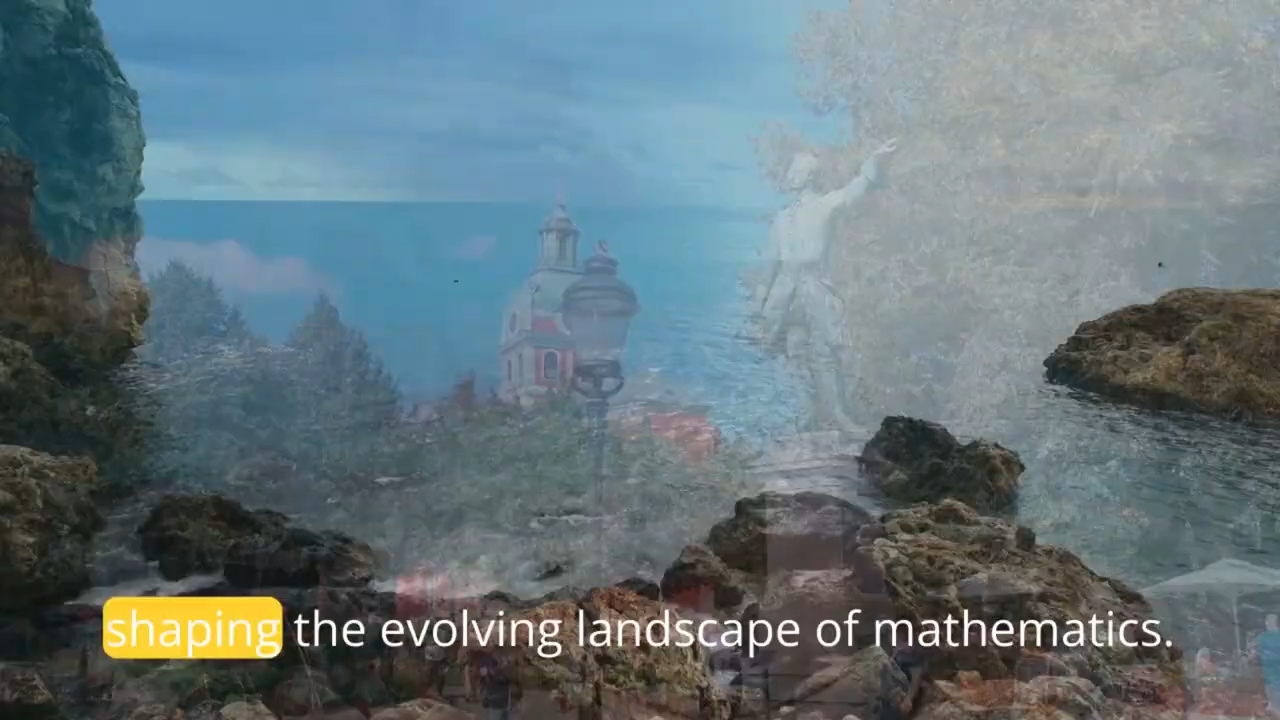 shaping the evolving landscape of mathematics.